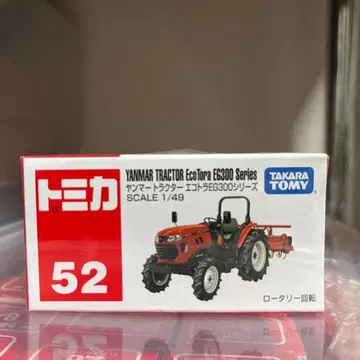 トミカ
52
YANMAR TRACTOR EcoTora EG300 Series
ヤンマー トラクター エコトラEG300シリーズ
SCALE 1/49
TAKARA TOMY
ロータリー回転